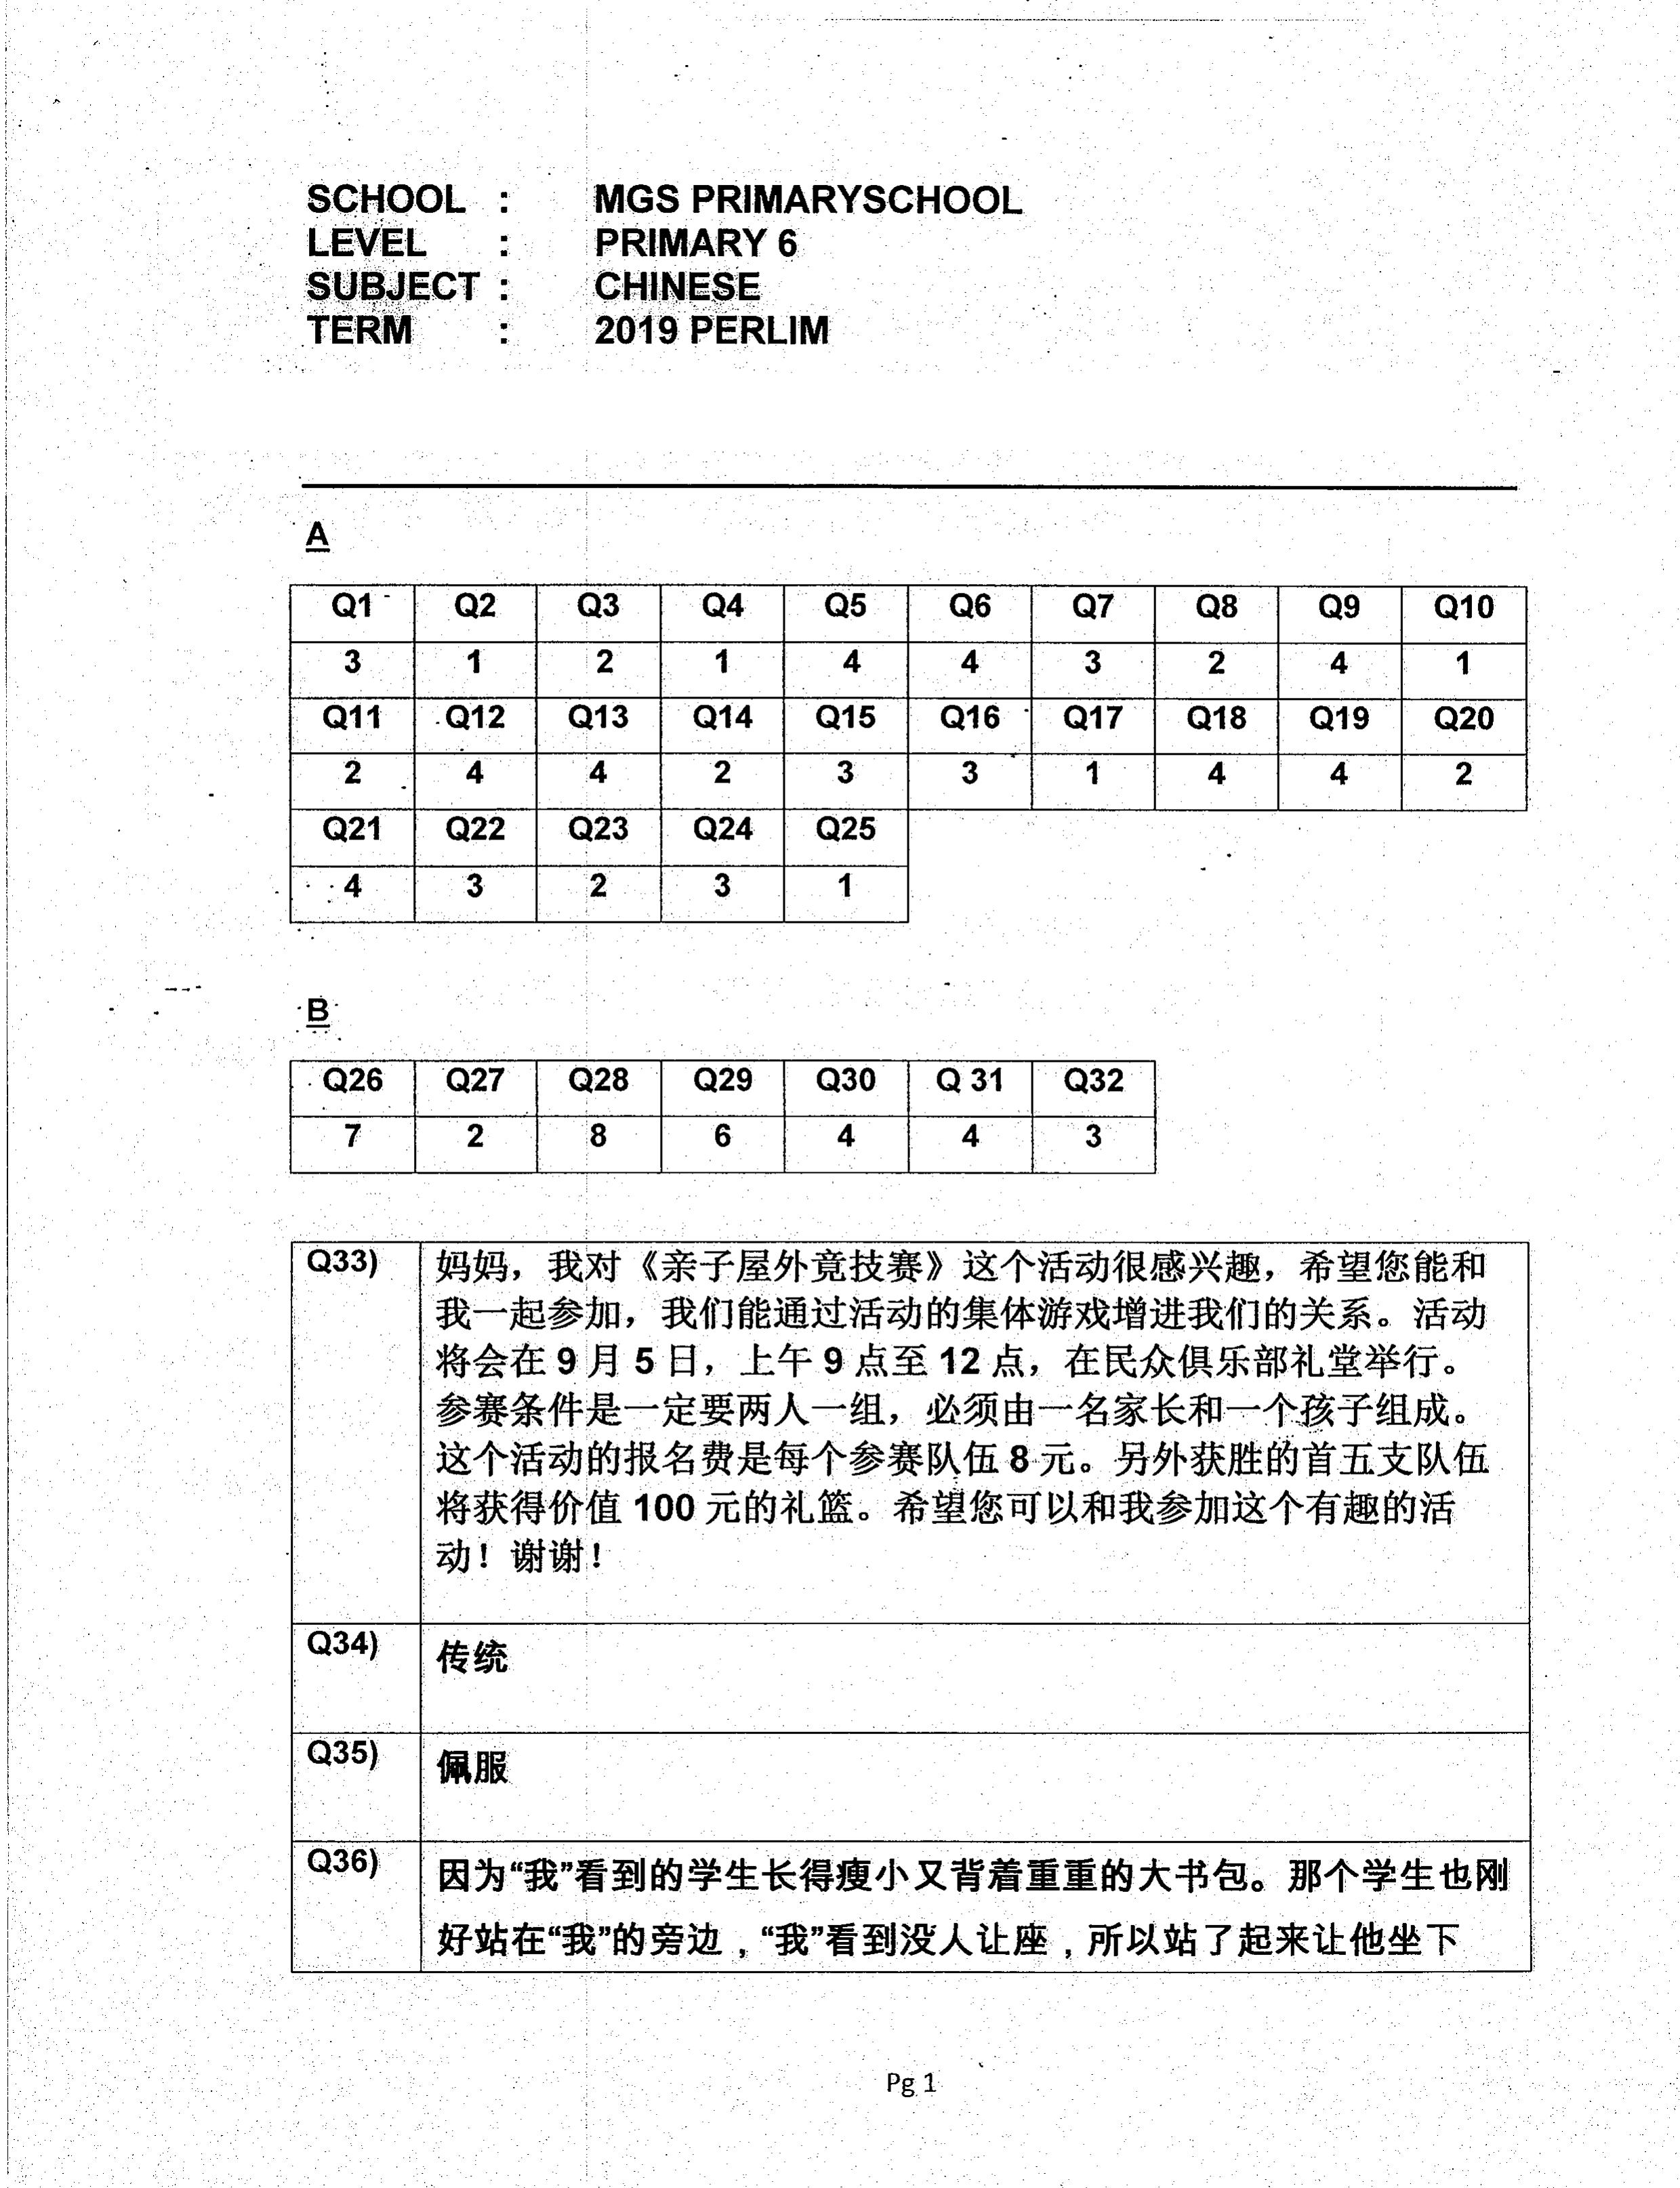 SCHOOL : MGS PRIMARYSCHOOL
LEVEL : PRIMARY 6
SUBJECT : CHINESE
TERM : 2019 PERLIM
A
Q1 Q2 Q3 Q4 Q5 Q6 Q7 Q8 Q9 Q10
3 1 2 1 4 4 3 2 4 1
Q11 Q12 Q13 Q14 Q15 Q16 Q17 Q18 Q19 Q20
2 4 4 2 3 3 1 4 4 2
Q21 Q22 Q23 Q24 Q25
4 3 2 3 1
B
Q26 Q27 Q28 Q29 Q30 Q 31 Q32
7 2 8 6 4 4 3
Q33) 妈妈，我对《亲子屋外竟技赛》这个活动很感兴趣，希望您能和
我一起参加，我们能通过活动的集体游戏增进我们的关系。活动
将会在 9 月 5 日，上午 9 点至 12 点，在民众俱乐部礼堂举行。
参赛条件是一定要两人一组，必须由一名家长和一个孩子组成。
这个活动的报名费是每个参赛队伍 8 元。另外获胜的首五支队伍
将获得价值 100 元的礼篮。希望您可以和我参加这个有趣的活
动！谢谢！
Q34) 传统
Q35) 佩服
Q36) 因为“我”看到的学生长得瘦小又背着重重的大书包。那个学生也刚
好站在“我”的旁边，“我”看到没人让座，所以站了起来让他坐下
Pg 1